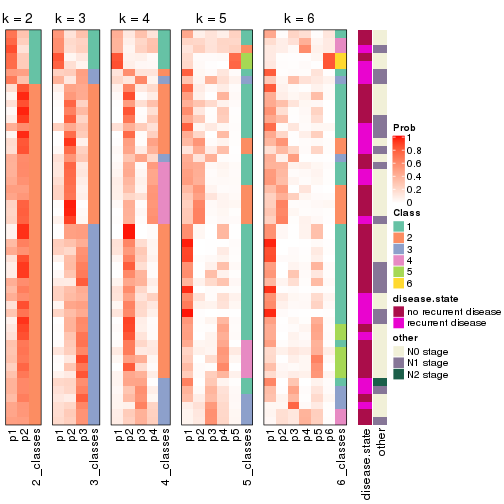 k = 2
k = 3
k = 4
k = 5
k = 6
p1
p2
2_classes
p1
p2
p3
3_classes
p1
p2
p3
p4
4_classes
p1
p2
p3
p4
p5
5_classes
p1
p2
p3
p4
p5
p6
6_classes
disease.state
other
Prob
1
0.8
0.6
0.4
0.2
0
Class
1
2
3
4
5
6
disease.state
no recurrent disease
recurrent disease
other
N0 stage
N1 stage
N2 stage